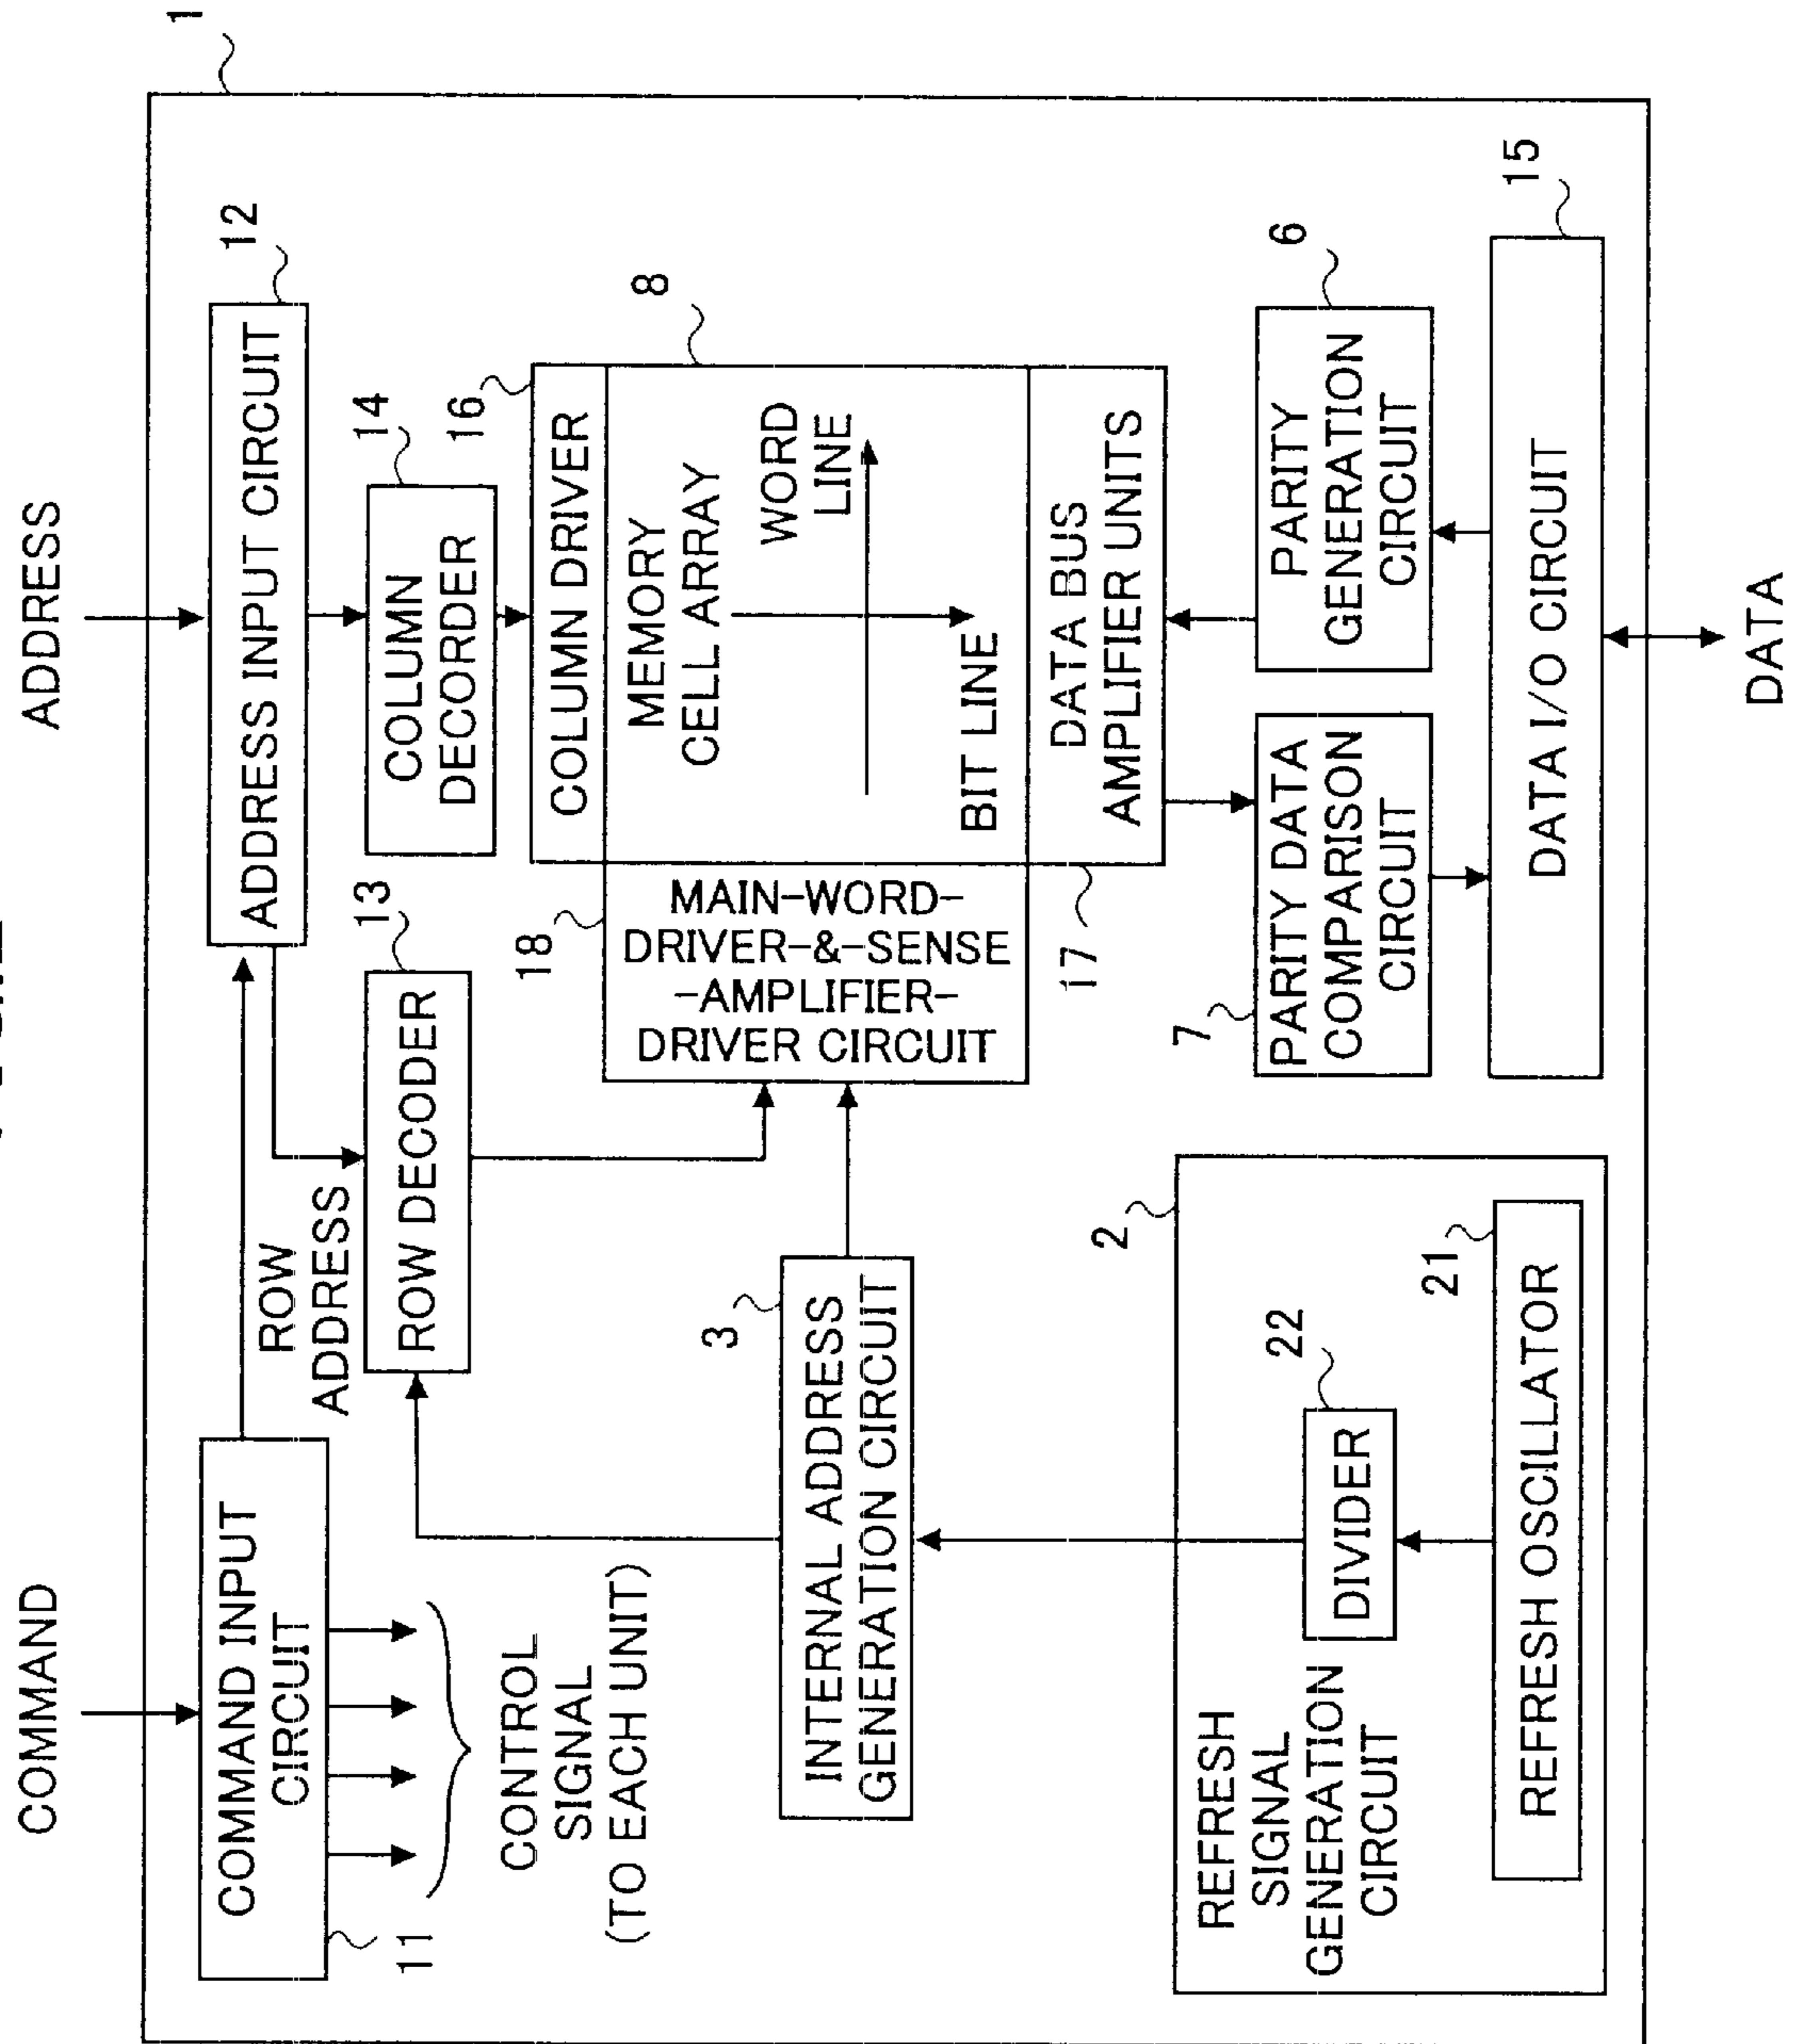 COMMAND
ADDRESS
1
COMMAND INPUT
CIRCUIT
11
ADDRESS INPUT CIRCUIT
12
ROW
ADDRESS
CONTROL
SIGNAL
(TO EACH UNIT)
ROW DECODER
13
COLUMN
DECORDER
14
COLUMN DRIVER
16
MEMORY
CELL ARRAY
8
WORD
LINE
BIT LINE
18
MAIN-WORD-
DRIVER-&-SENSE
-AMPLIFIER-
DRIVER CIRCUIT
DATA BUS
AMPLIFIER UNITS
17
INTERNAL ADDRESS
GENERATION CIRCUIT
3
REFRESH
SIGNAL
GENERATION
CIRCUIT
2
DIVIDER
22
REFRESH OSCILLATOR
21
7
PARITY DATA
COMPARISON
CIRCUIT
PARITY
GENERATION
CIRCUIT
6
DATA I/O CIRCUIT
15
DATA